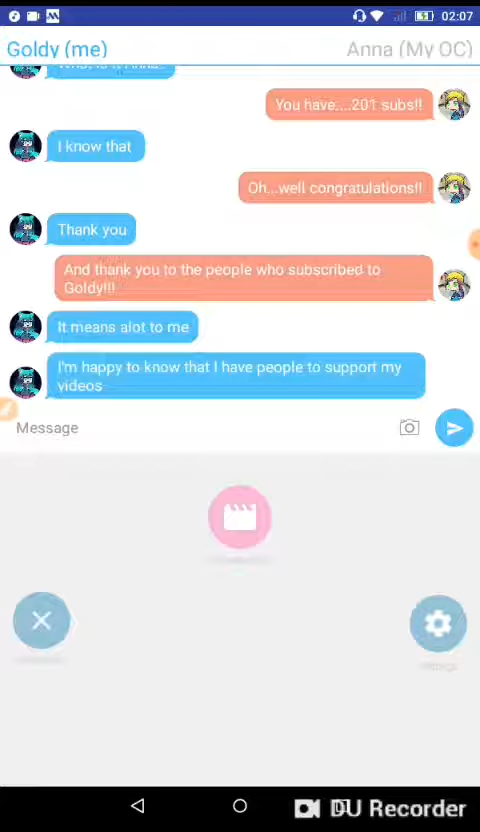 02:07
Goldy (me)
Anna (My OC)
You have....201 subs!!
I know that
Oh...well congratulations!!
Thank you
And thank you to the people who subscribed to
Goldy!!!
It means alot to me
I'm happy to know that I have people to support my
videos
Message
DU Recorder